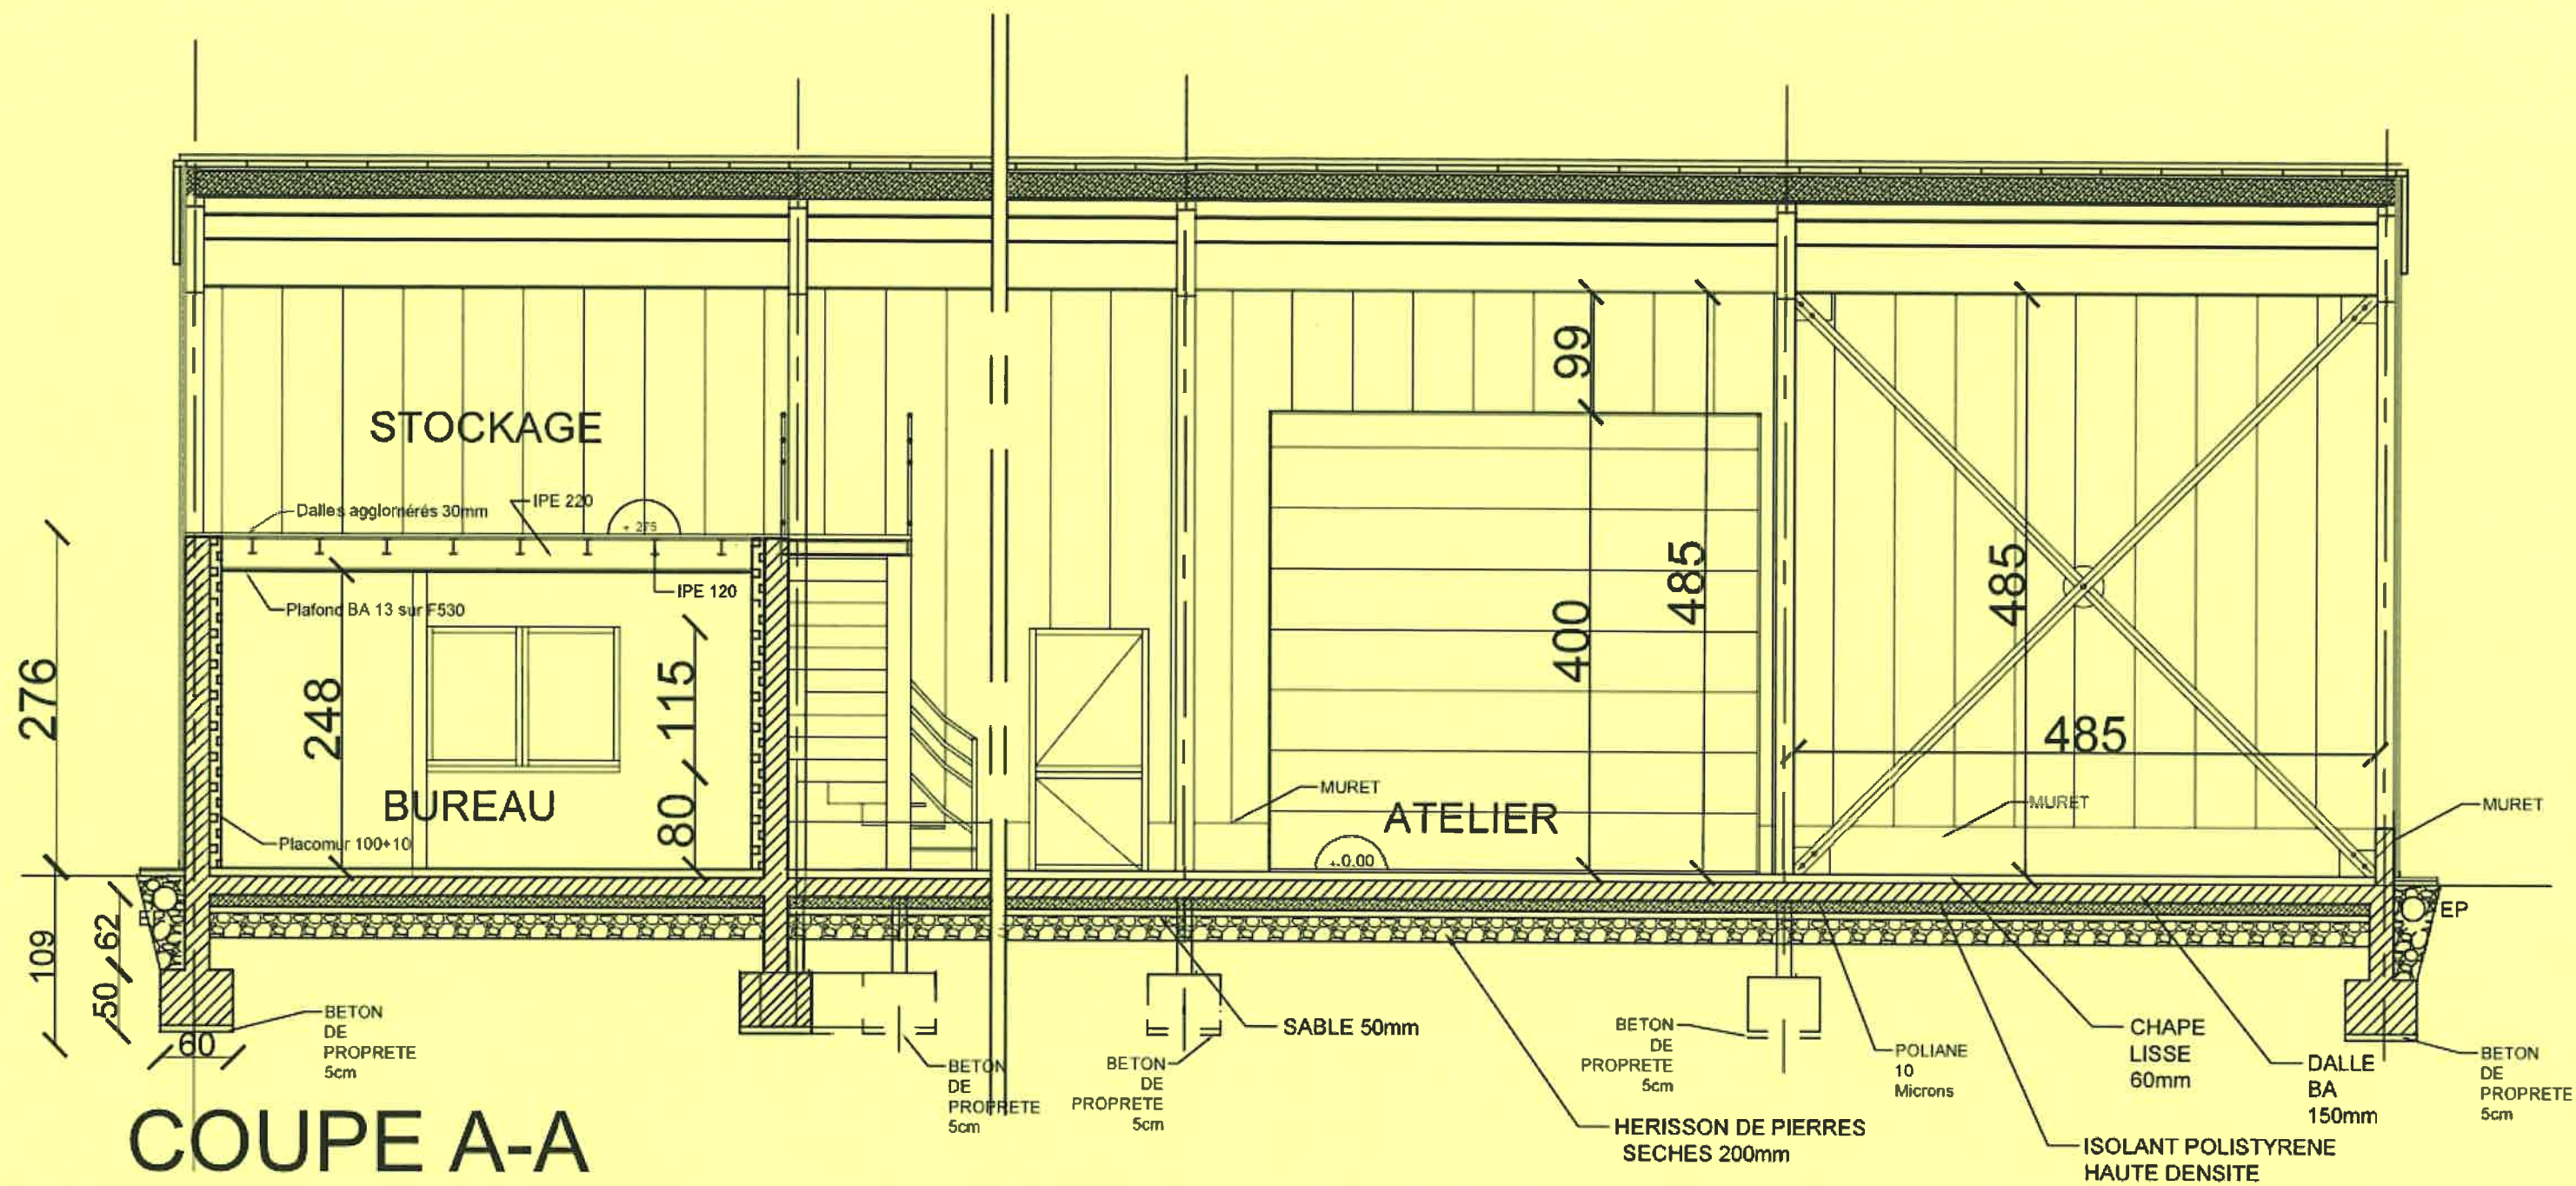 STOCKAGE
Dalles agglomérés 30mm
IPE 220
+ 275
IPE 120
Plafond BA 13 sur F530
276
248
115
80
BUREAU
Placomur 100+10
99
400
485
485
485
MURET
ATELIER
+.0.00
MURET
MURET
EP
EP
109
62
50
60
BETON
DE
PROPRETE
5cm
BETON
DE
PROPRETE
5cm
BETON
DE
PROPRETE
5cm
SABLE 50mm
BETON
DE
PROPRETE
5cm
HERISSON DE PIERRES
SECHES 200mm
POLIANE
10
Microns
CHAPE
LISSE
60mm
DALLE
BA
150mm
ISOLANT POLISTYRENE
HAUTE DENSITE
BETON
DE
PROPRETE
5cm
COUPE A-A